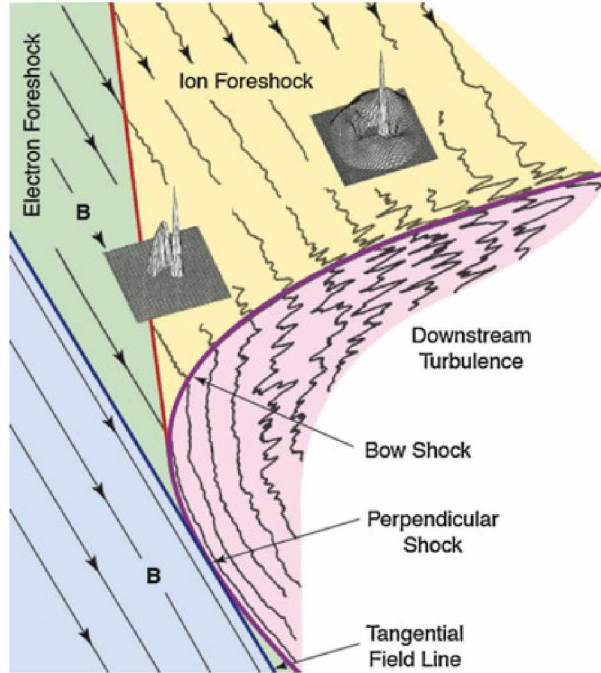 Ion Foreshock
Electron Foreshock
B
Downstream
Turbulence
Bow Shock
Perpendicular
Shock
B
Tangential
Field Line